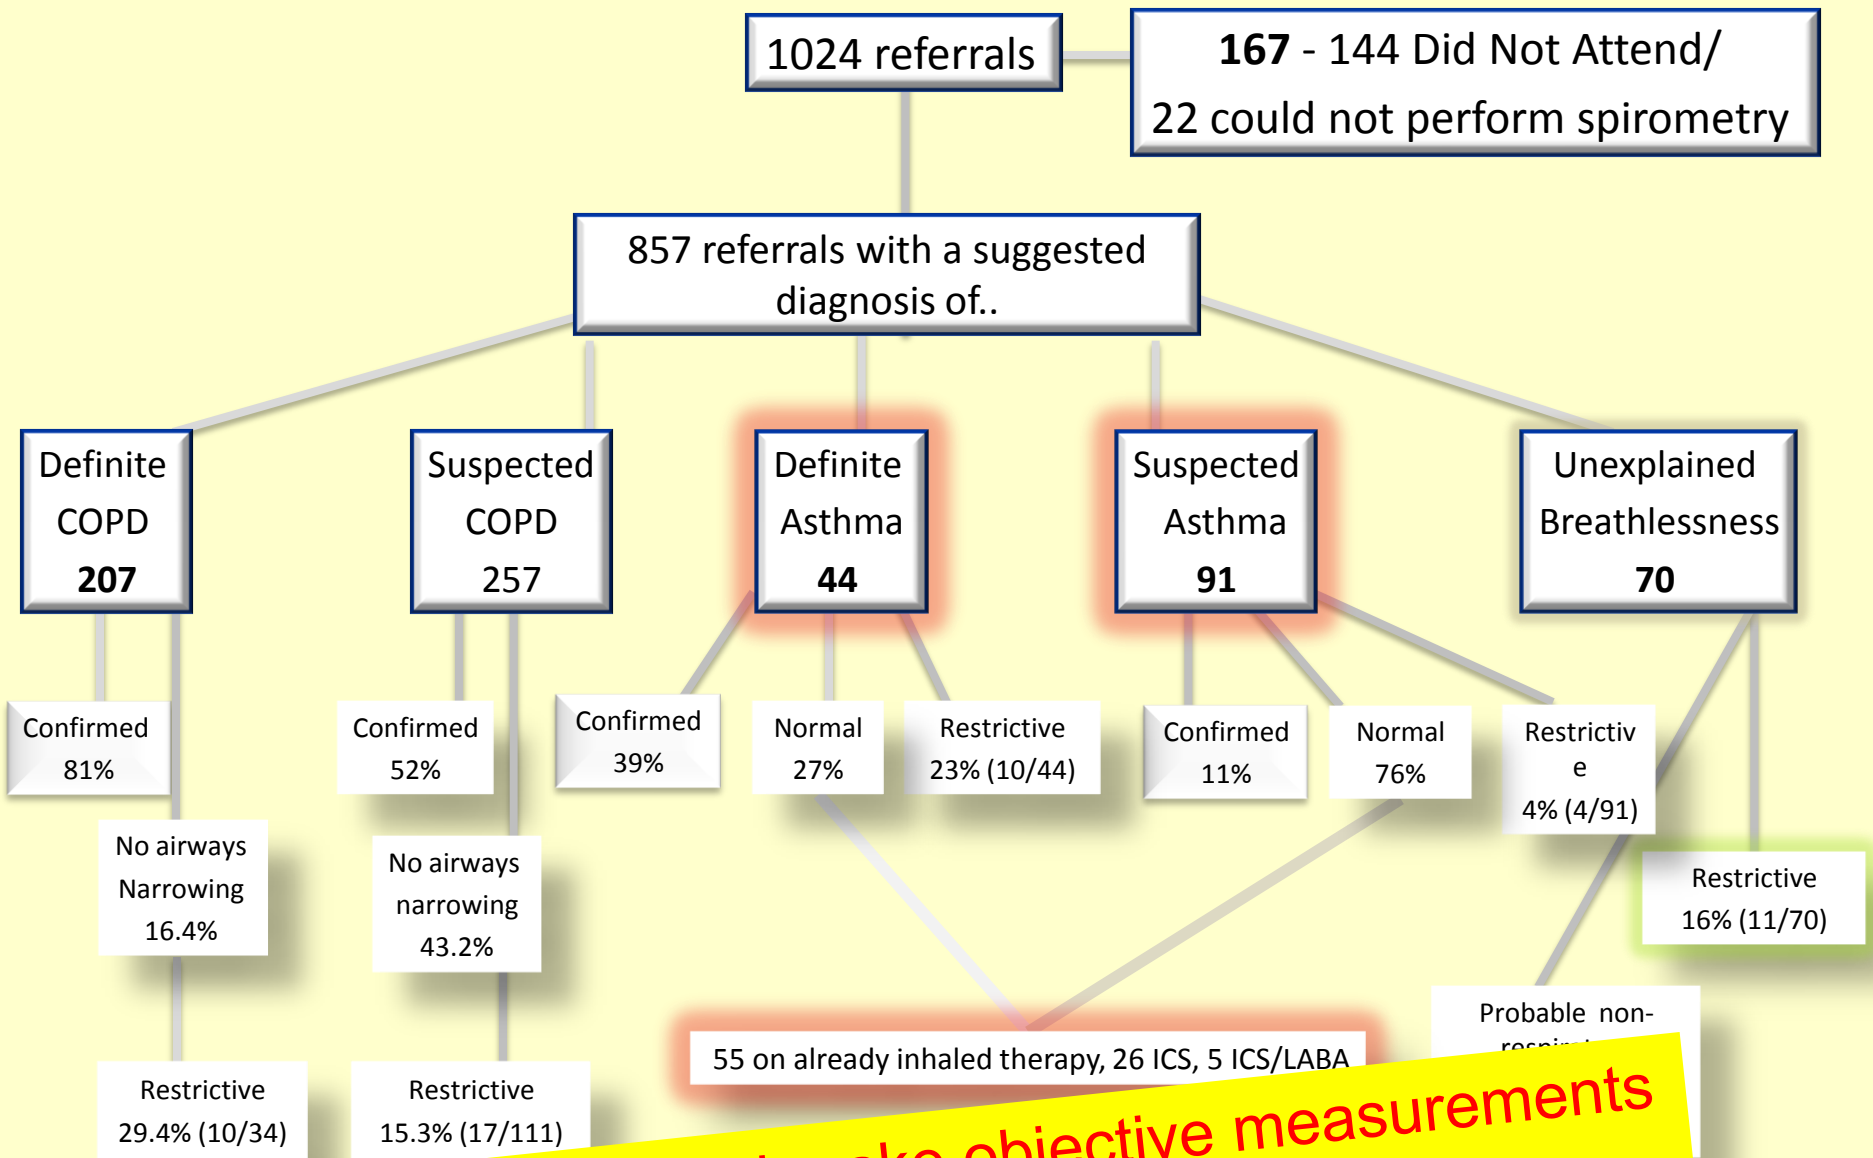 1024 referrals
167 - 144 Did Not Attend/
22 could not perform spirometry
857 referrals with a suggested
diagnosis of..
Definite
COPD
207
Suspected
COPD
257
Definite
Asthma
44
Suspected
Asthma
91
Unexplained
Breathlessness
70
Confirmed
81%
Confirmed
52%
Confirmed
39%
Normal
27%
Restrictive
23% (10/44)
Confirmed
11%
Normal
76%
Restrictiv
e
4% (4/91)
No airways
Narrowing
16.4%
No airways
narrowing
43.2%
Restrictive
16% (11/70)
Restrictive
29.4% (10/34)
Restrictive
15.3% (17/111)
55 on already inhaled therapy, 26 ICS, 5 ICS/LABA
Probable non-
objective measurements